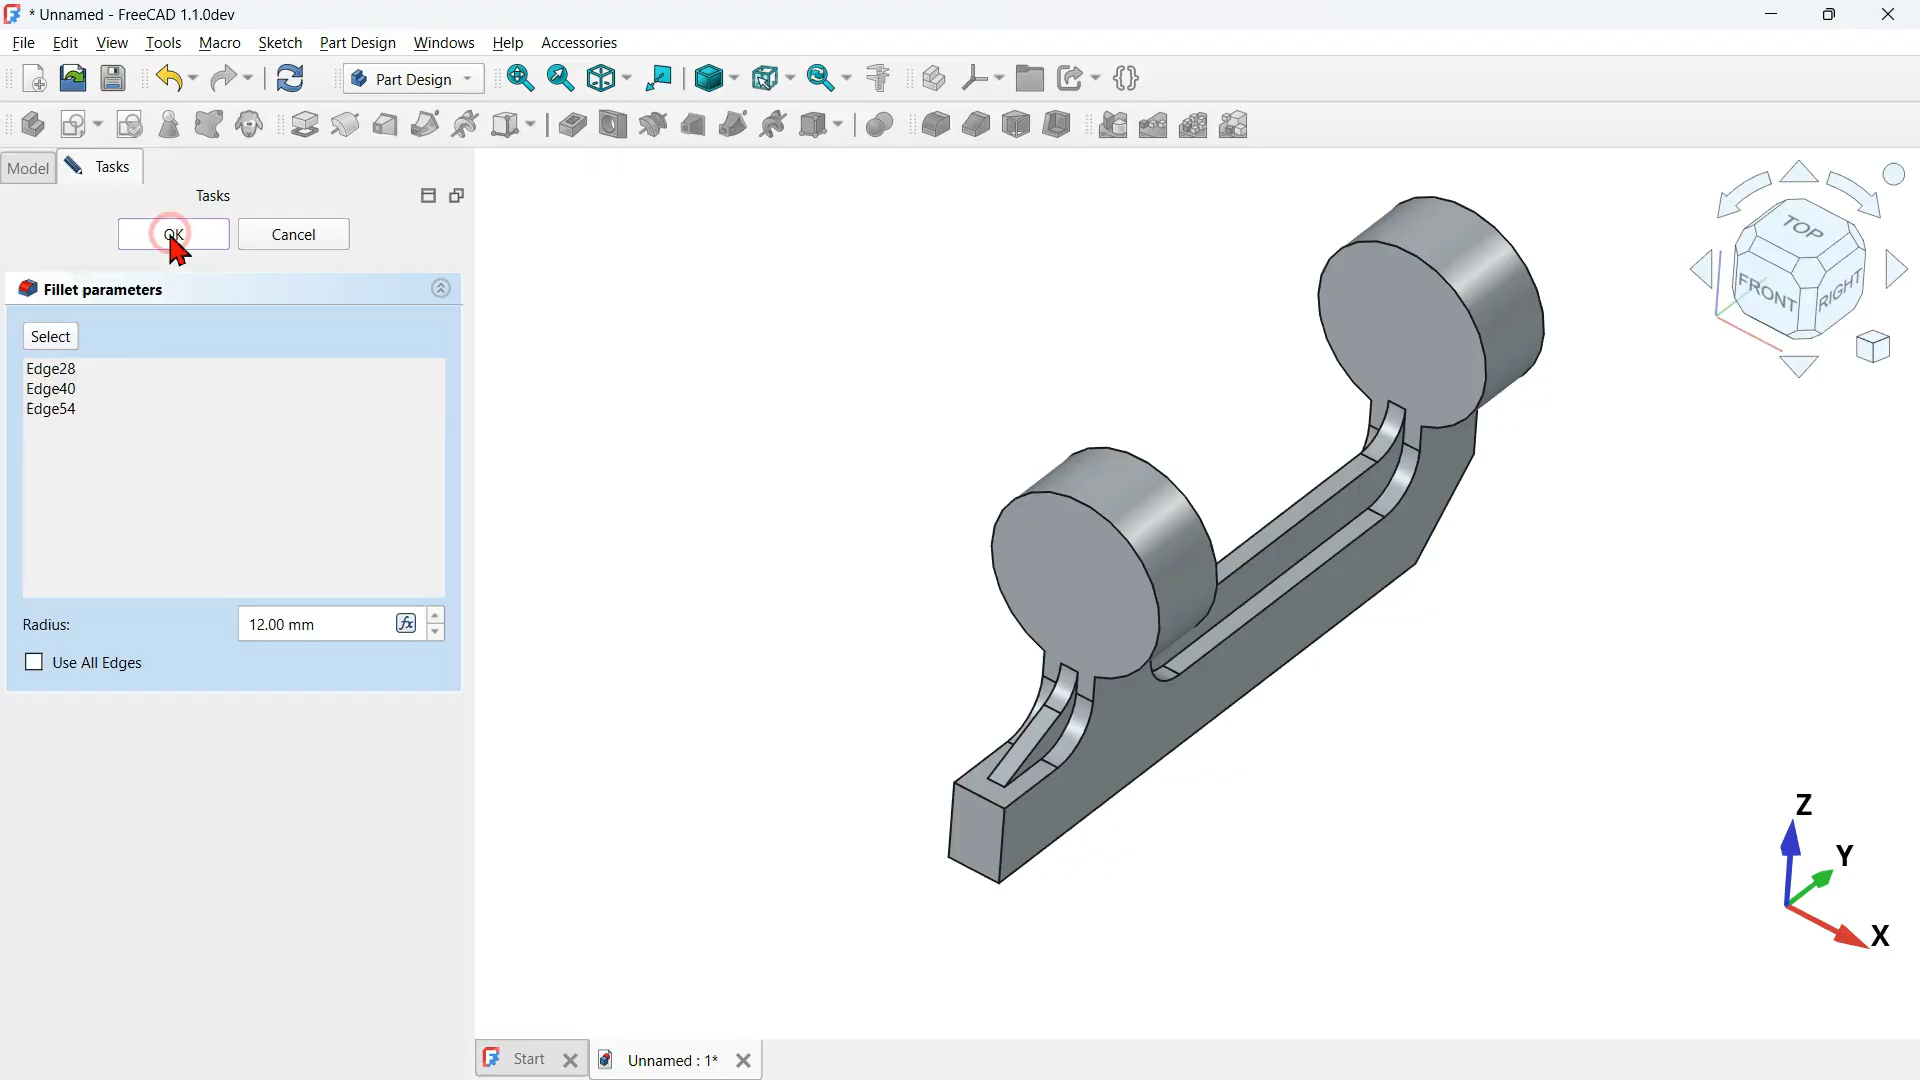 * Unnamed - FreeCAD 1.1.0dev
File Edit View Tools Macro Sketch Part Design Windows Help Accessories
Part Design
Model Tasks
Tasks
OK Cancel
Fillet parameters
Select
Edge28
Edge40
Edge54
Radius: 12.00 mm fx
Use All Edges
TOP
FRONT RIGHT
Z
Y
X
Start Unnamed : 1*